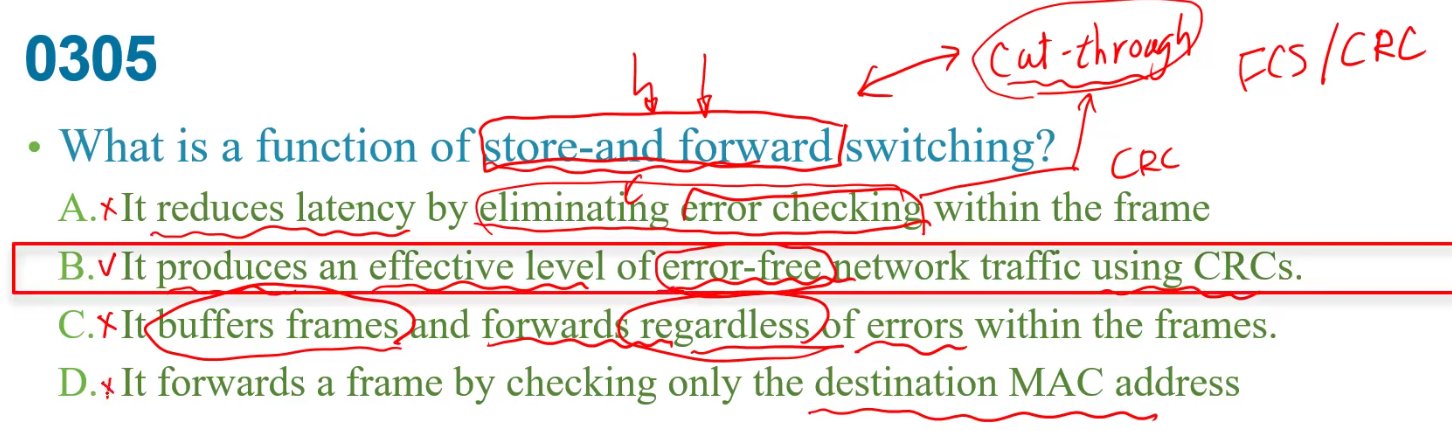 0305
cut-through
FCS/CRC
• What is a function of store-and forward switching?
CRC
A. x It reduces latency by eliminating error checking within the frame
B. ✓ It produces an effective level of error-free network traffic using CRCs.
C. x It buffers frames and forwards regardless of errors within the frames.
D. x It forwards a frame by checking only the destination MAC address